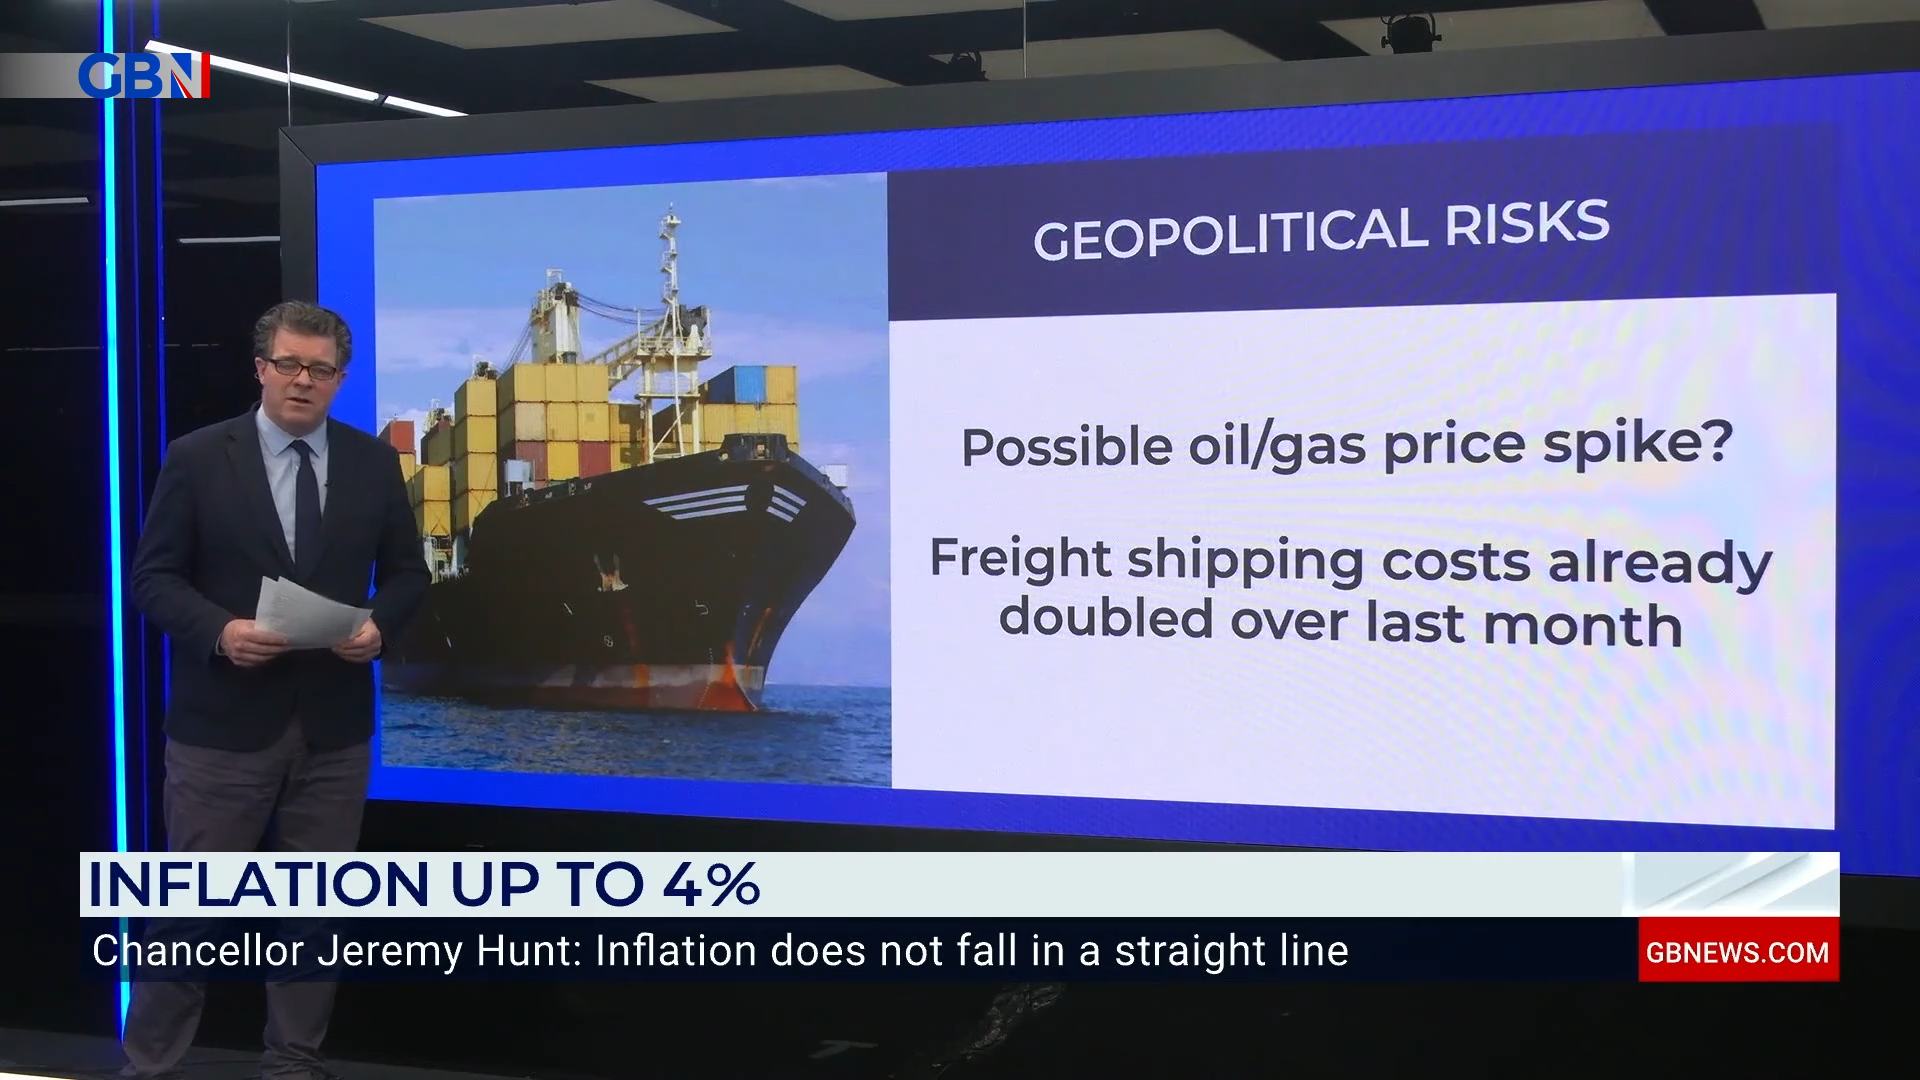 GBN
GEOPOLITICAL RISKS
Possible oil/gas price spike?
Freight shipping costs already
doubled over last month
INFLATION UP TO 4%
Chancellor Jeremy Hunt: Inflation does not fall in a straight line
GBNEWS.COM